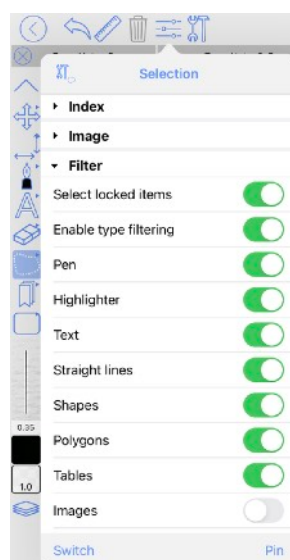 Selection
Index
Image
Filter
Select locked items
Enable type filtering
Pen
Highlighter
Text
Straight lines
Shapes
Polygons
Tables
Images
0.35
1.0
Switch
Pin